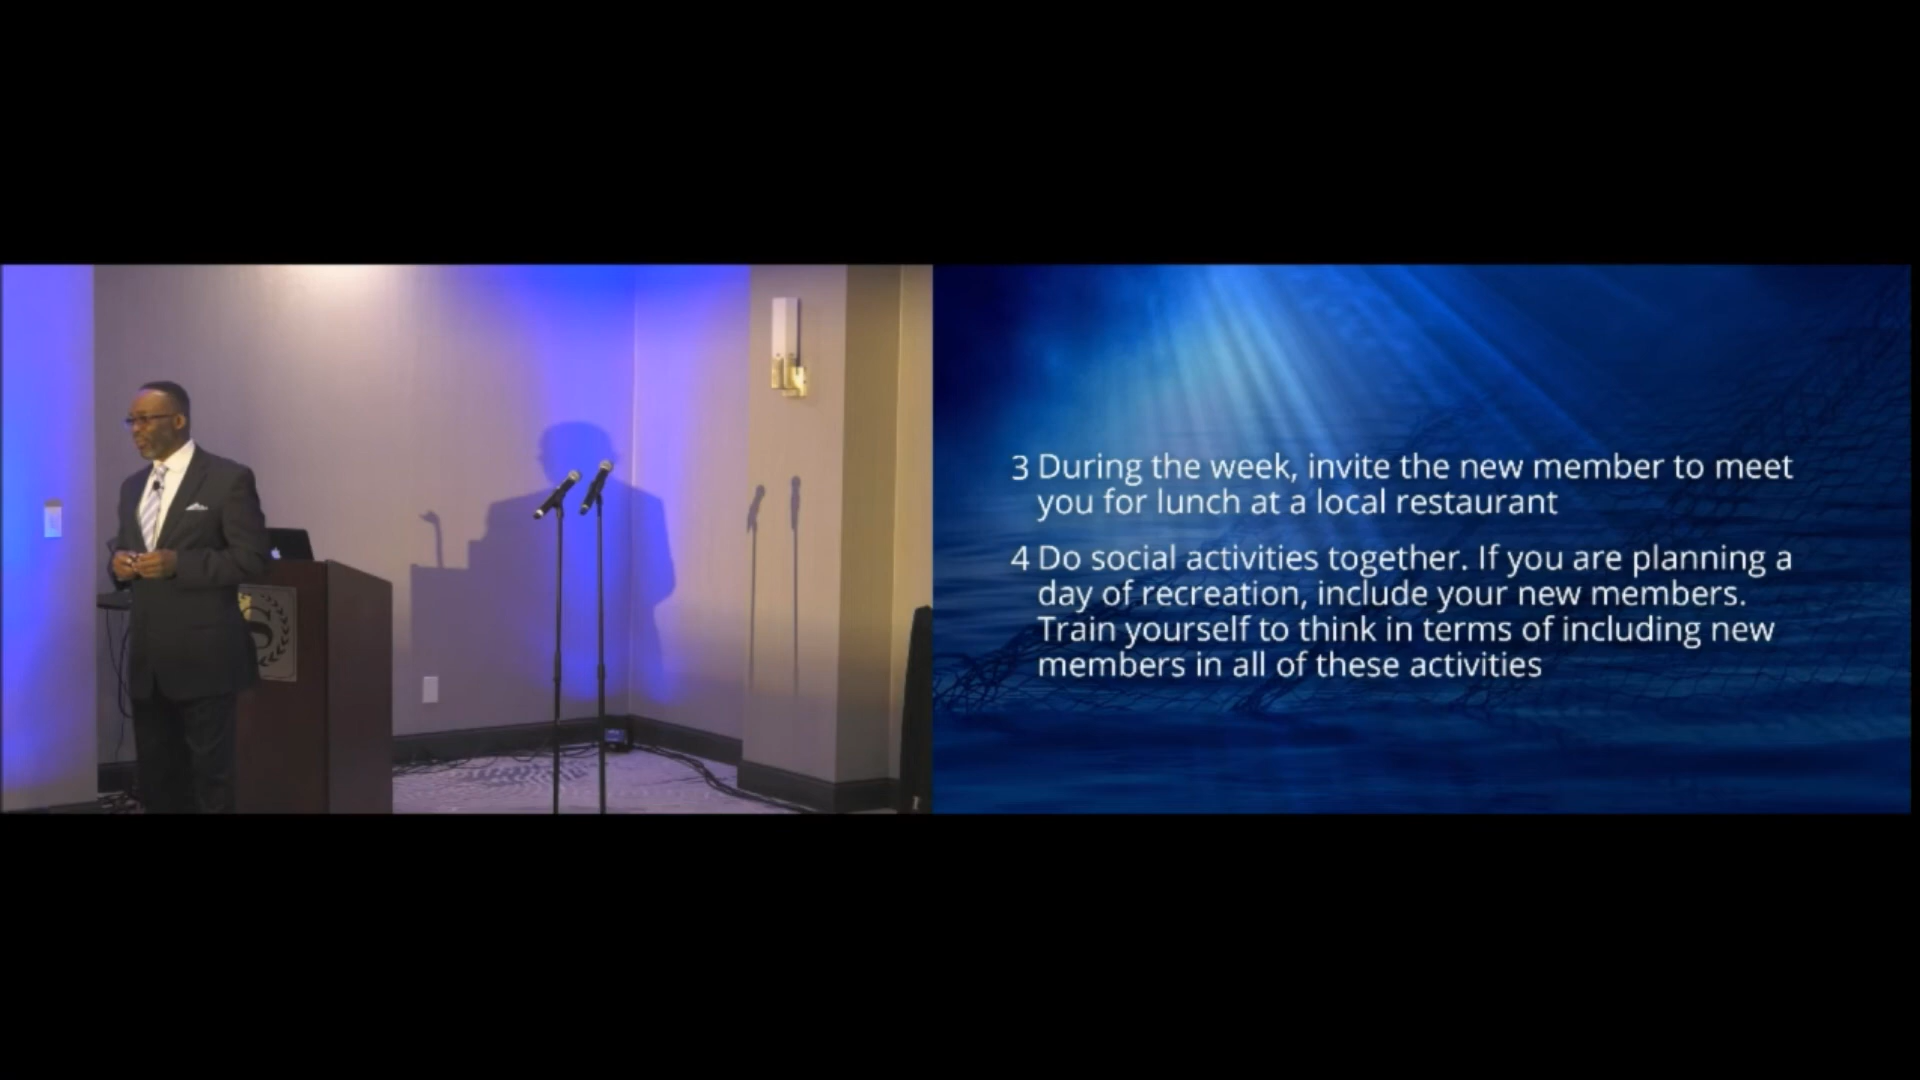 3 During the week, invite the new member to meet
you for lunch at a local restaurant
4 Do social activities together. If you are planning a
day of recreation, include your new members.
Train yourself to think in terms of including new
members in all of these activities
S